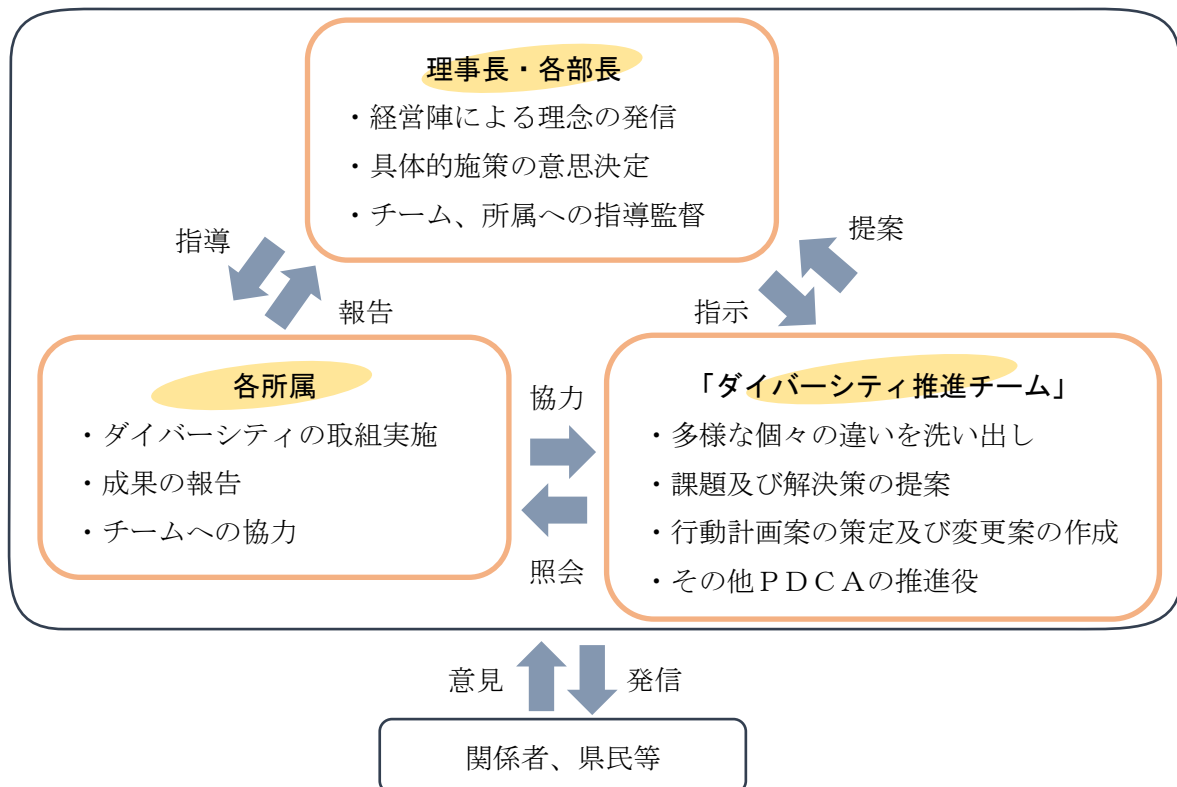 理事長・各部長
・経営陣による理念の発信
・具体的施策の意思決定
・チーム、所属への指導監督
指導
報告
提案
指示
各所属
・ダイバーシティの取組実施
・成果の報告
・チームへの協力
協力
照会
「ダイバーシティ推進チーム」
・多様な個々の違いを洗い出し
・課題及び解決策の提案
・行動計画案の策定及び変更案の作成
・その他ＰＤＣＡの推進役
意見
発信
関係者、県民等